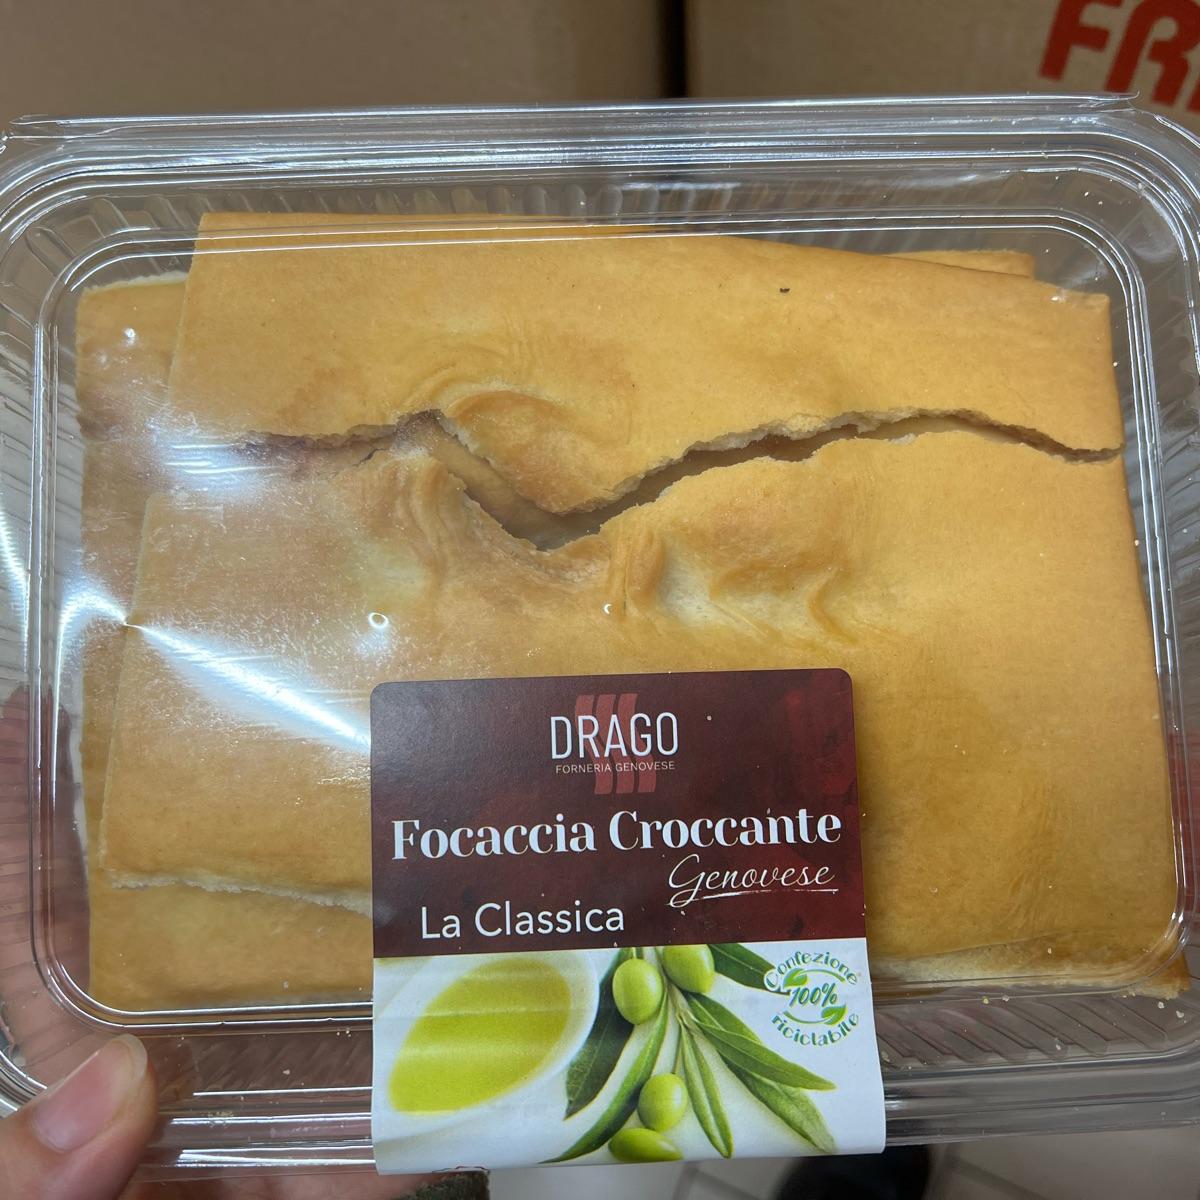 DRAGO
FORNERIA GENOVESE
Focaccia Croccante
Genovese
La Classica
Confezione
100%
riciclabile